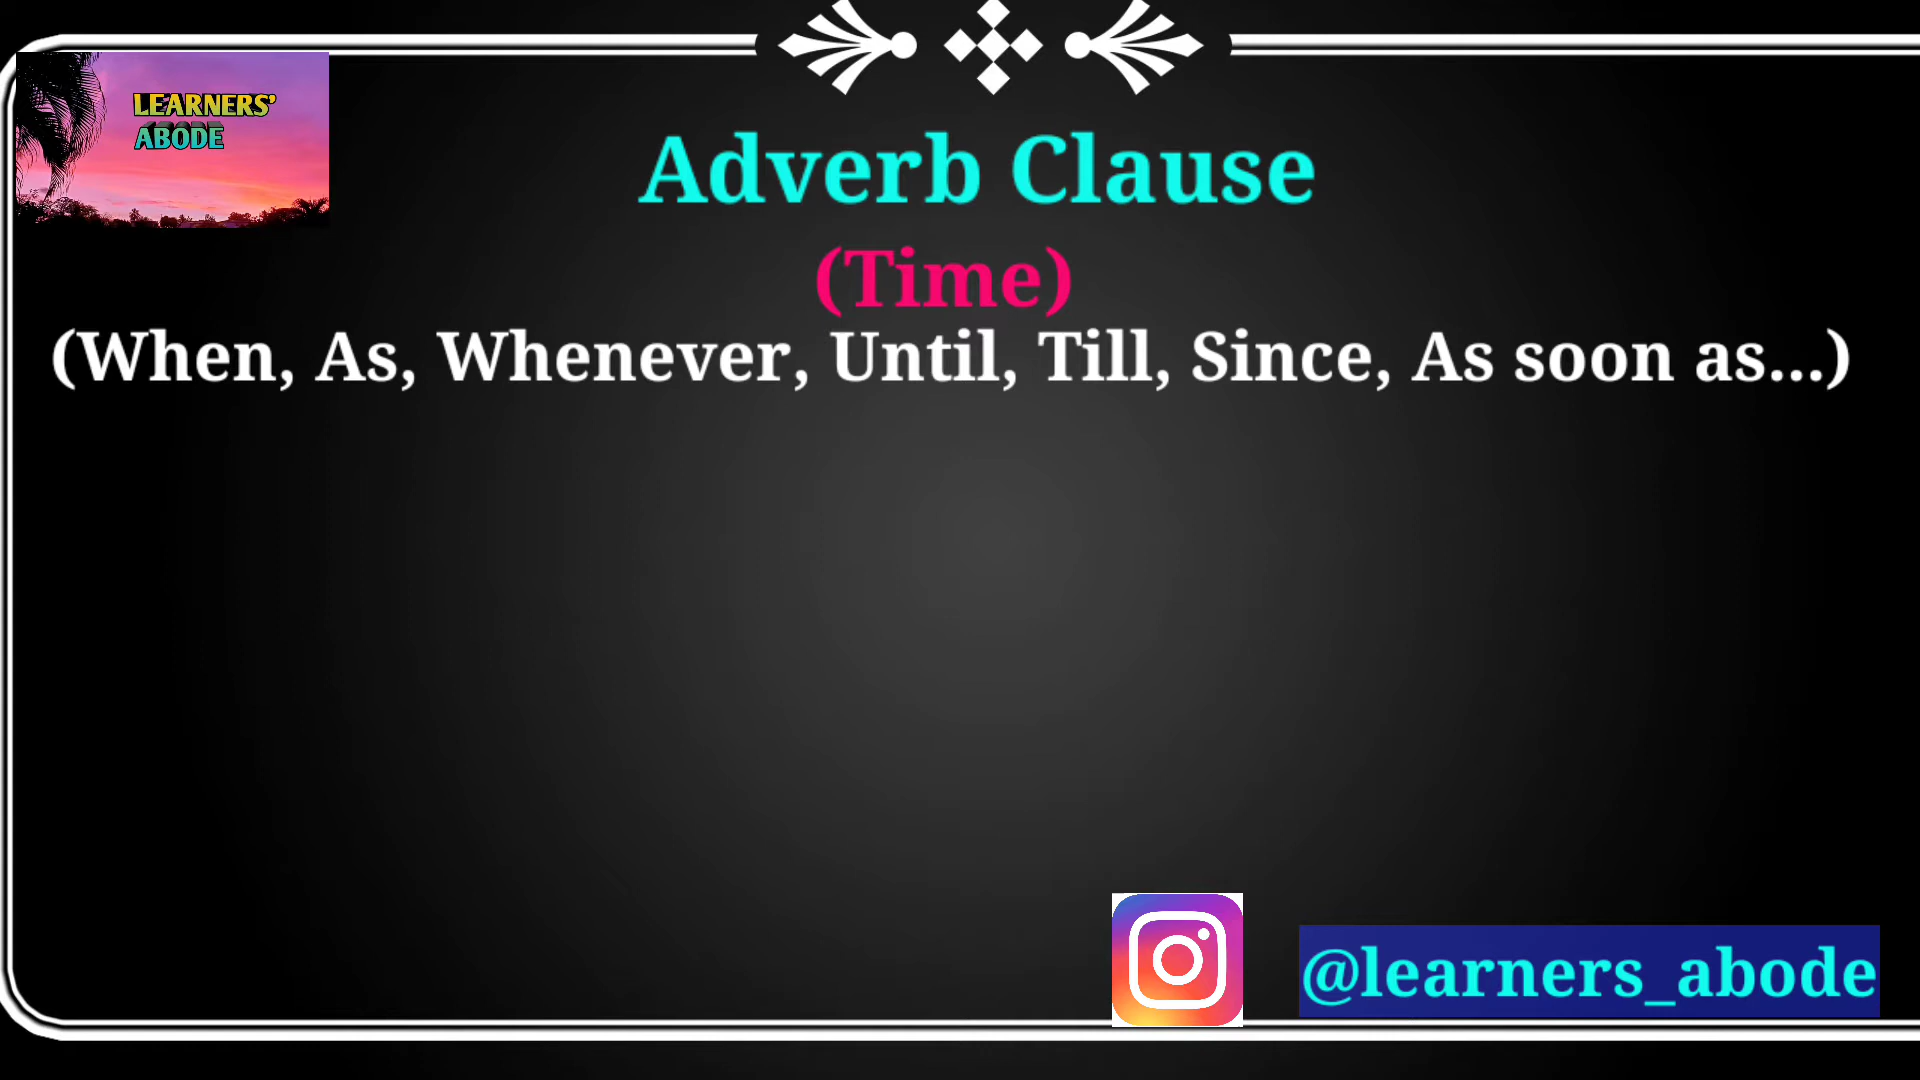 LEARNERS'
ABODE
Adverb Clause
(Time)
(When, As, Whenever, Until, Till, Since, As soon as...)
@learners_abode